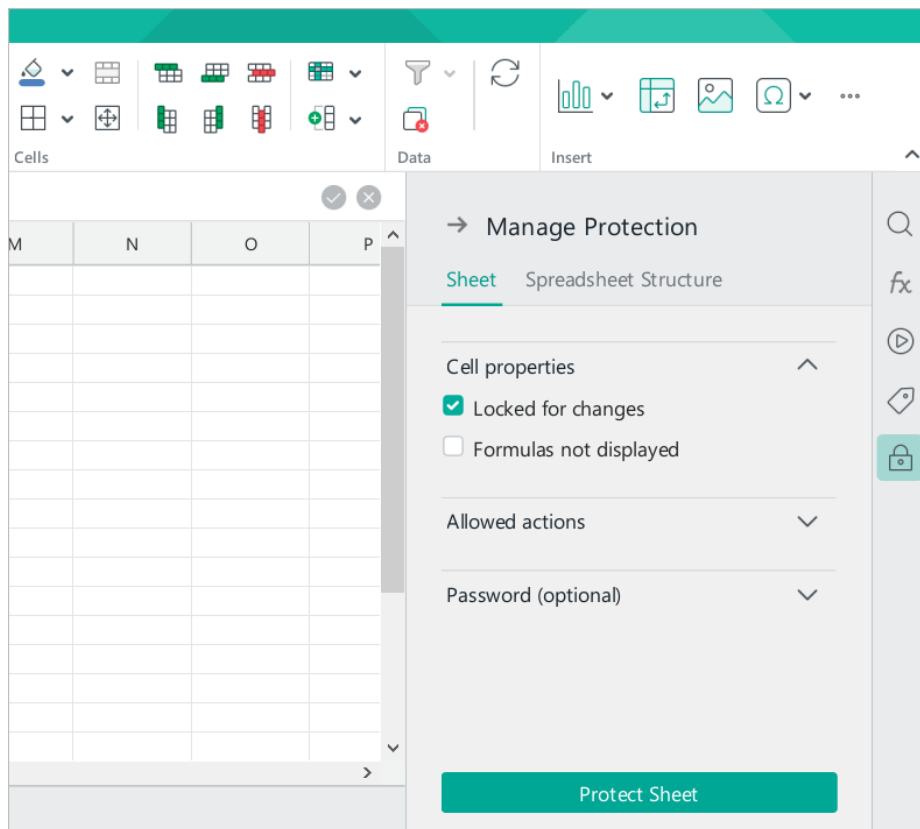 Cells
Data
Insert
M
N
O
P
Manage Protection
Sheet
Spreadsheet Structure
fx
Cell properties
Locked for changes
Formulas not displayed
Allowed actions
Password (optional)
Protect Sheet